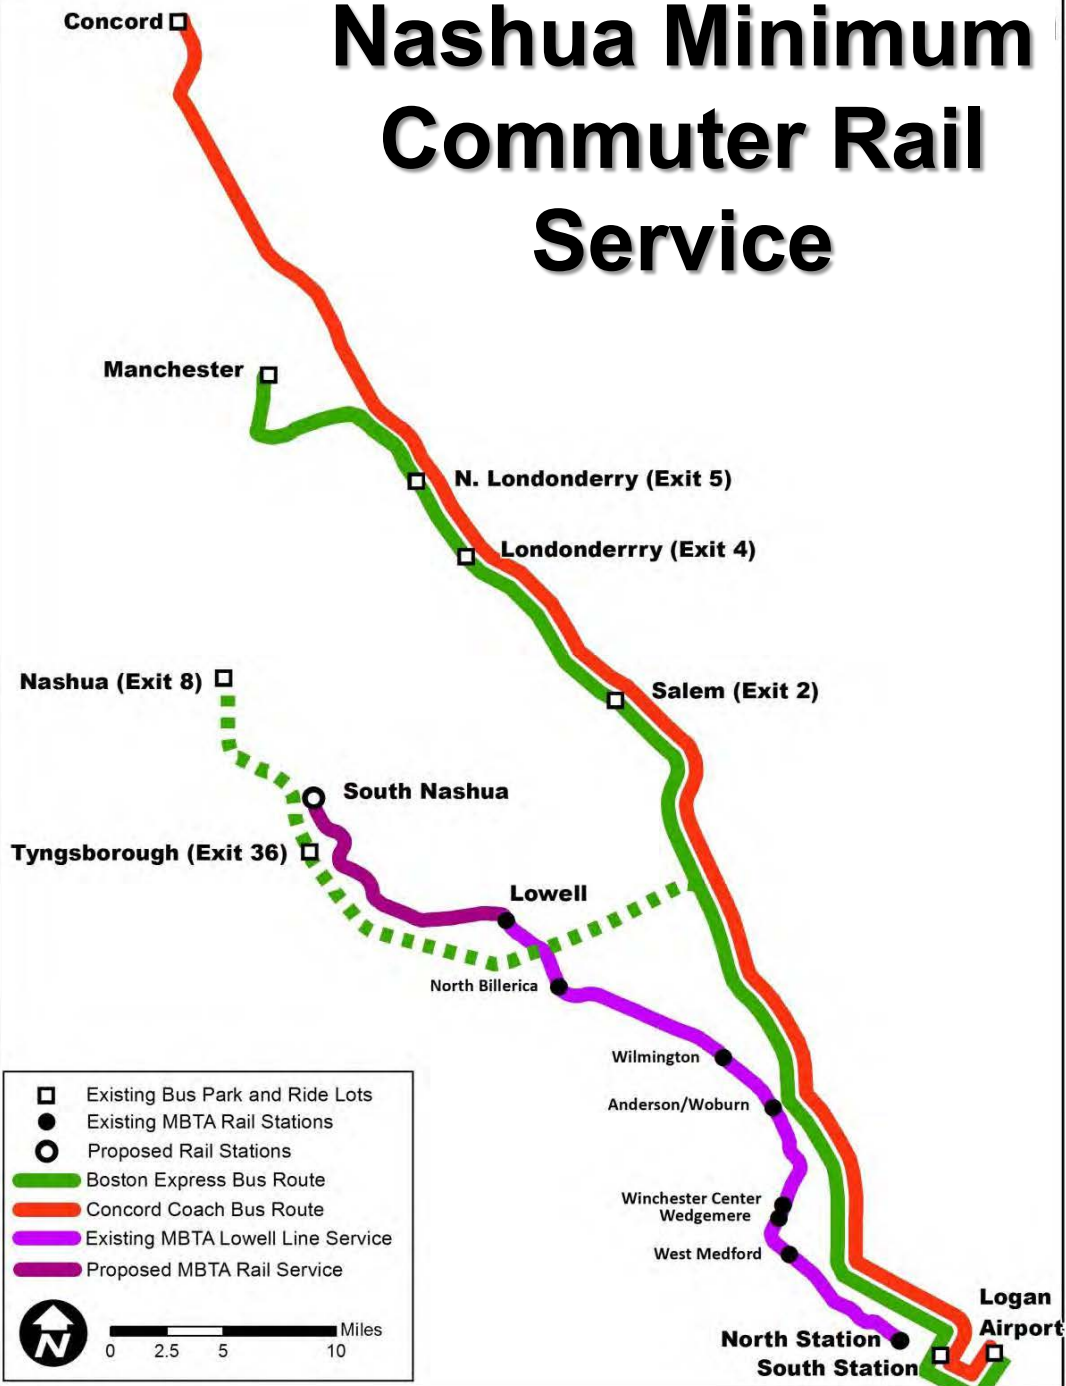 Nashua Minimum
Commuter Rail
Service
Concord
Manchester
N. Londonderry (Exit 5)
Londonderrry (Exit 4)
Nashua (Exit 8)
Salem (Exit 2)
South Nashua
Tyngsborough (Exit 36)
Lowell
North Billerica
Wilmington
Anderson/Woburn
Winchester Center
Wedgemere
West Medford
Logan
Airport
North Station
South Station
Existing Bus Park and Ride Lots
Existing MBTA Rail Stations
Proposed Rail Stations
Boston Express Bus Route
Concord Coach Bus Route
Existing MBTA Lowell Line Service
Proposed MBTA Rail Service
N
Miles
0 2.5 5 10